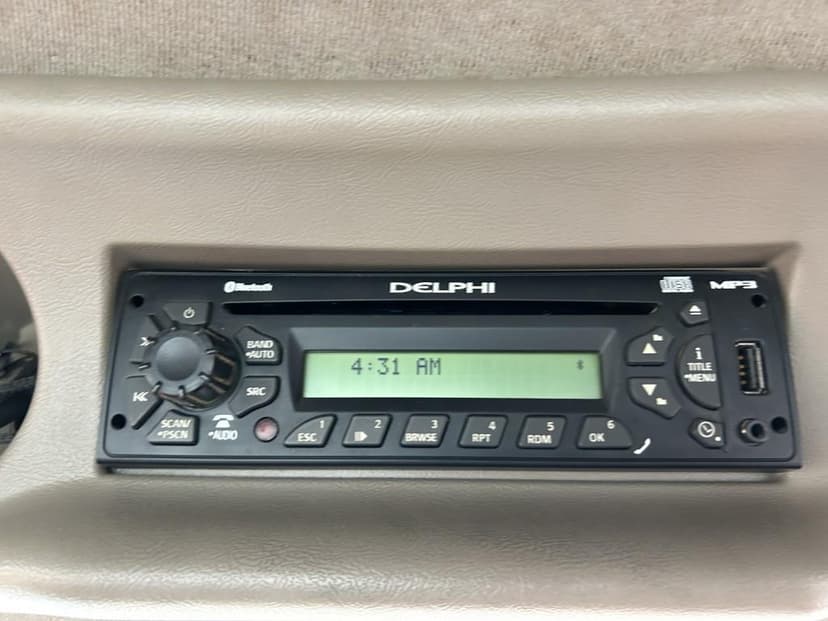 Bluetooth
DELPHI
MP3
BAND
*AUTO
4:31 AM
i
TITLE
*MENU
SRC
SCAN/
*PSCN
*AUDIO
1
ESC
2
3
BRWSE
4
RPT
5
RDM
6
OK